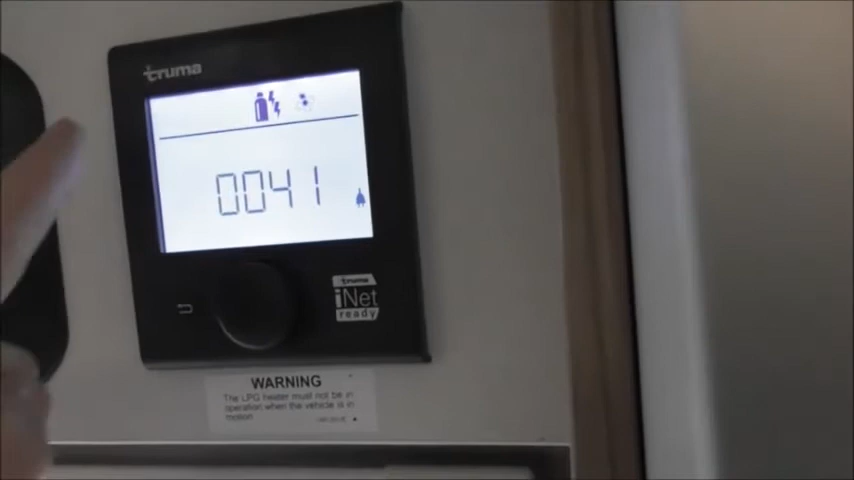 truma
0041
truma
iNet
ready
WARNING
The LPG heater must not be in
operation when the vehicle is in
motion